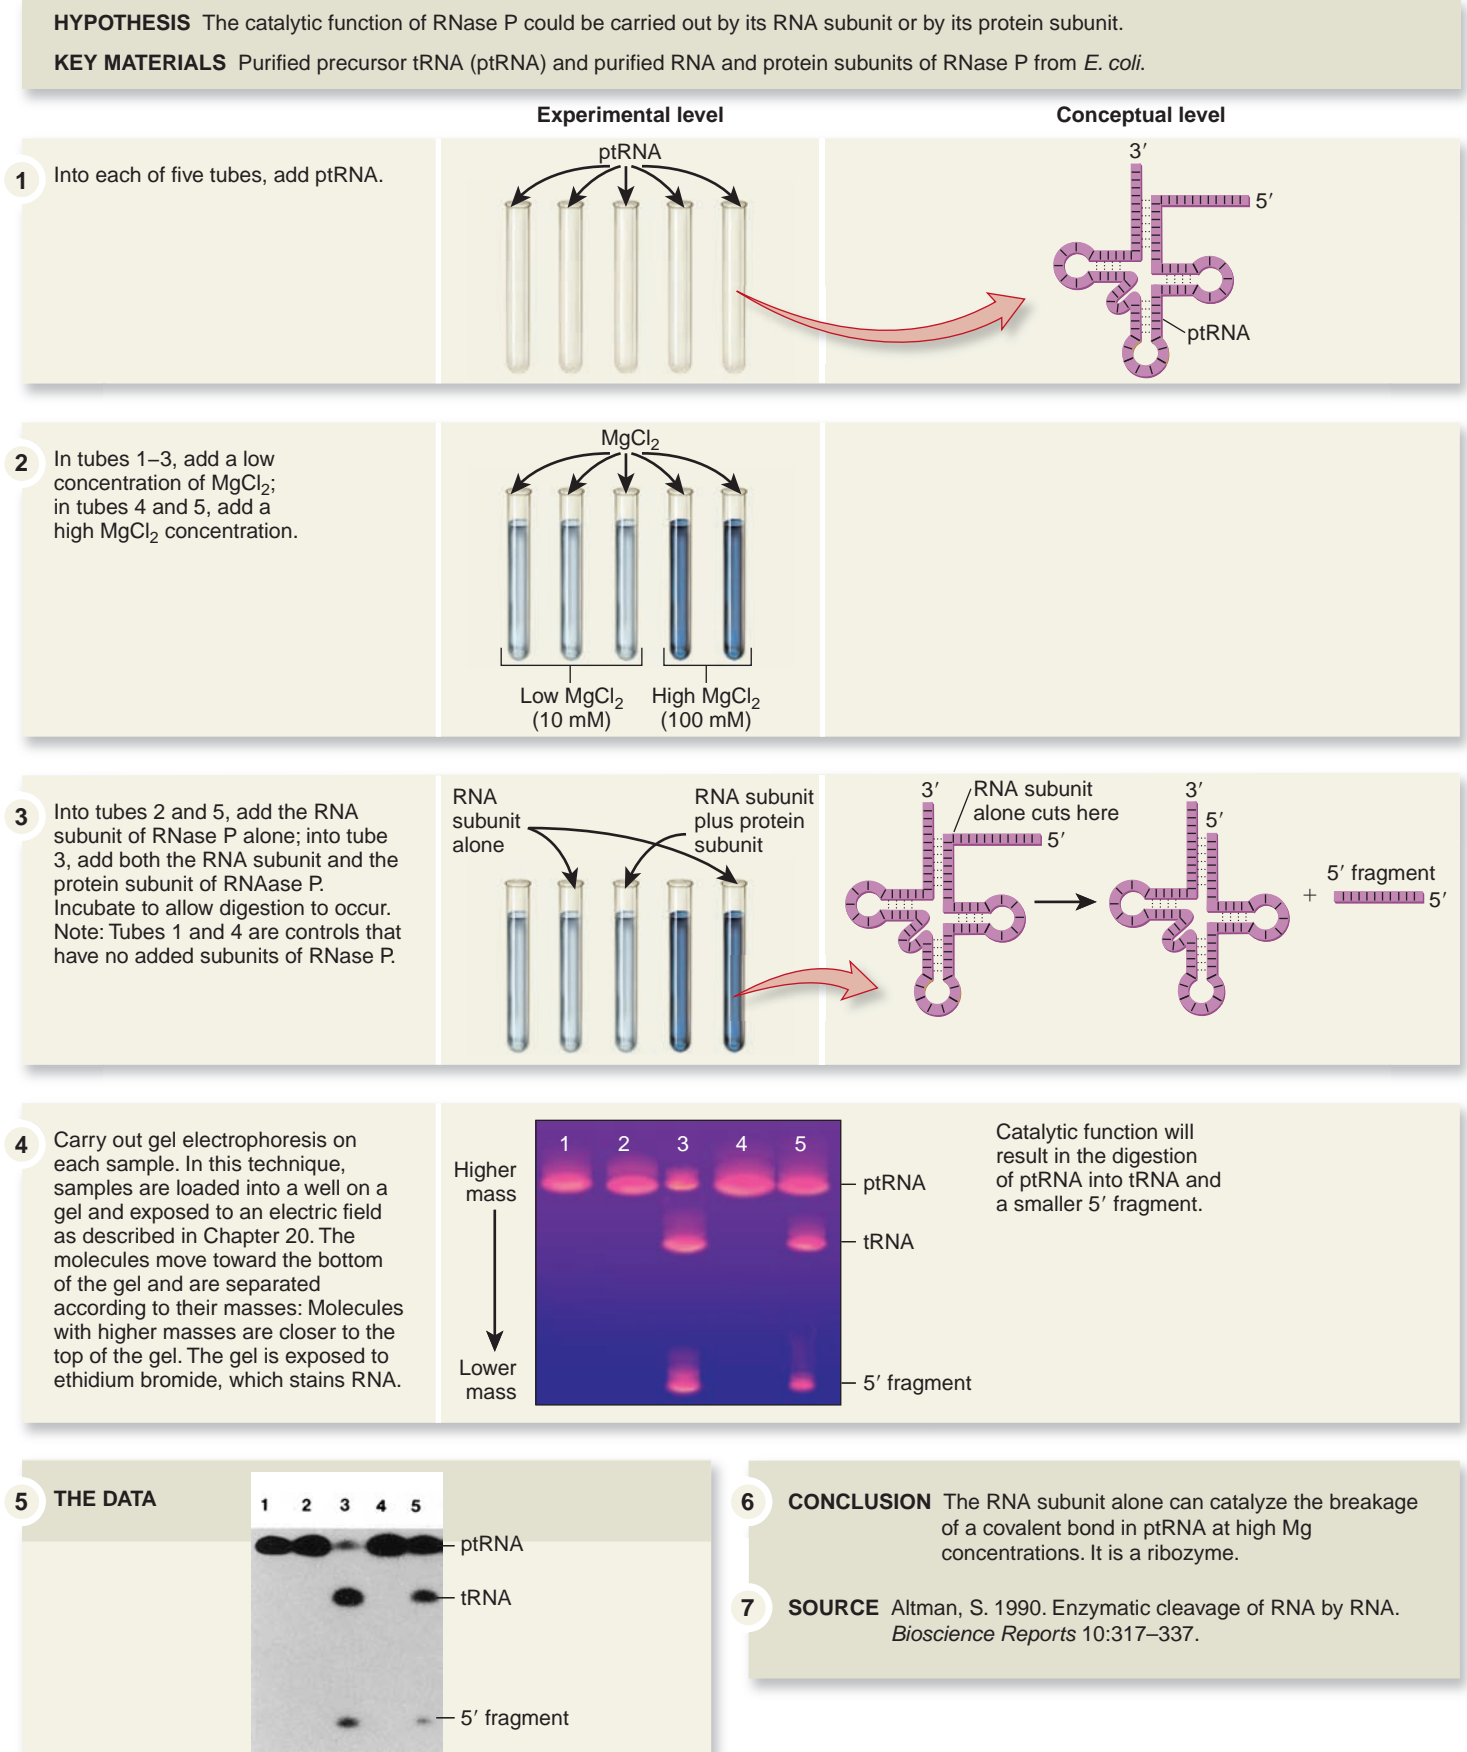 HYPOTHESIS The catalytic function of RNase P could be carried out by its RNA subunit or by its protein subunit.
KEY MATERIALS Purified precursor tRNA (ptRNA) and purified RNA and protein subunits of RNase P from E. coli.
Experimental level
Conceptual level
1
Into each of five tubes, add ptRNA.
ptRNA
3′
5′
ptRNA
2
In tubes 1–3, add a low
concentration of MgCl₂;
in tubes 4 and 5, add a
high MgCl₂ concentration.
MgCl₂
Low MgCl₂
(10 mM)
High MgCl₂
(100 mM)
3
Into tubes 2 and 5, add the RNA
subunit of RNase P alone; into tube
3, add both the RNA subunit and the
protein subunit of RNAase P.
Incubate to allow digestion to occur.
Note: Tubes 1 and 4 are controls that
have no added subunits of RNase P.
RNA
subunit
alone
RNA subunit
plus protein
subunit
3′
RNA subunit
alone cuts here
5′
3′
5′
+
5′ fragment
5′
4
Carry out gel electrophoresis on
each sample. In this technique,
samples are loaded into a well on a
gel and exposed to an electric field
as described in Chapter 20. The
molecules move toward the bottom
of the gel and are separated
according to their masses: Molecules
with higher masses are closer to the
top of the gel. The gel is exposed to
ethidium bromide, which stains RNA.
Higher
mass
Lower
mass
1 2 3 4 5
ptRNA
tRNA
5′ fragment
Catalytic function will
result in the digestion
of ptRNA into tRNA and
a smaller 5′ fragment.
5
THE DATA
1 2 3 4 5
ptRNA
tRNA
5′ fragment
6
CONCLUSION The RNA subunit alone can catalyze the breakage
of a covalent bond in ptRNA at high Mg
concentrations. It is a ribozyme.
7
SOURCE Altman, S. 1990. Enzymatic cleavage of RNA by RNA.
Bioscience Reports 10:317–337.